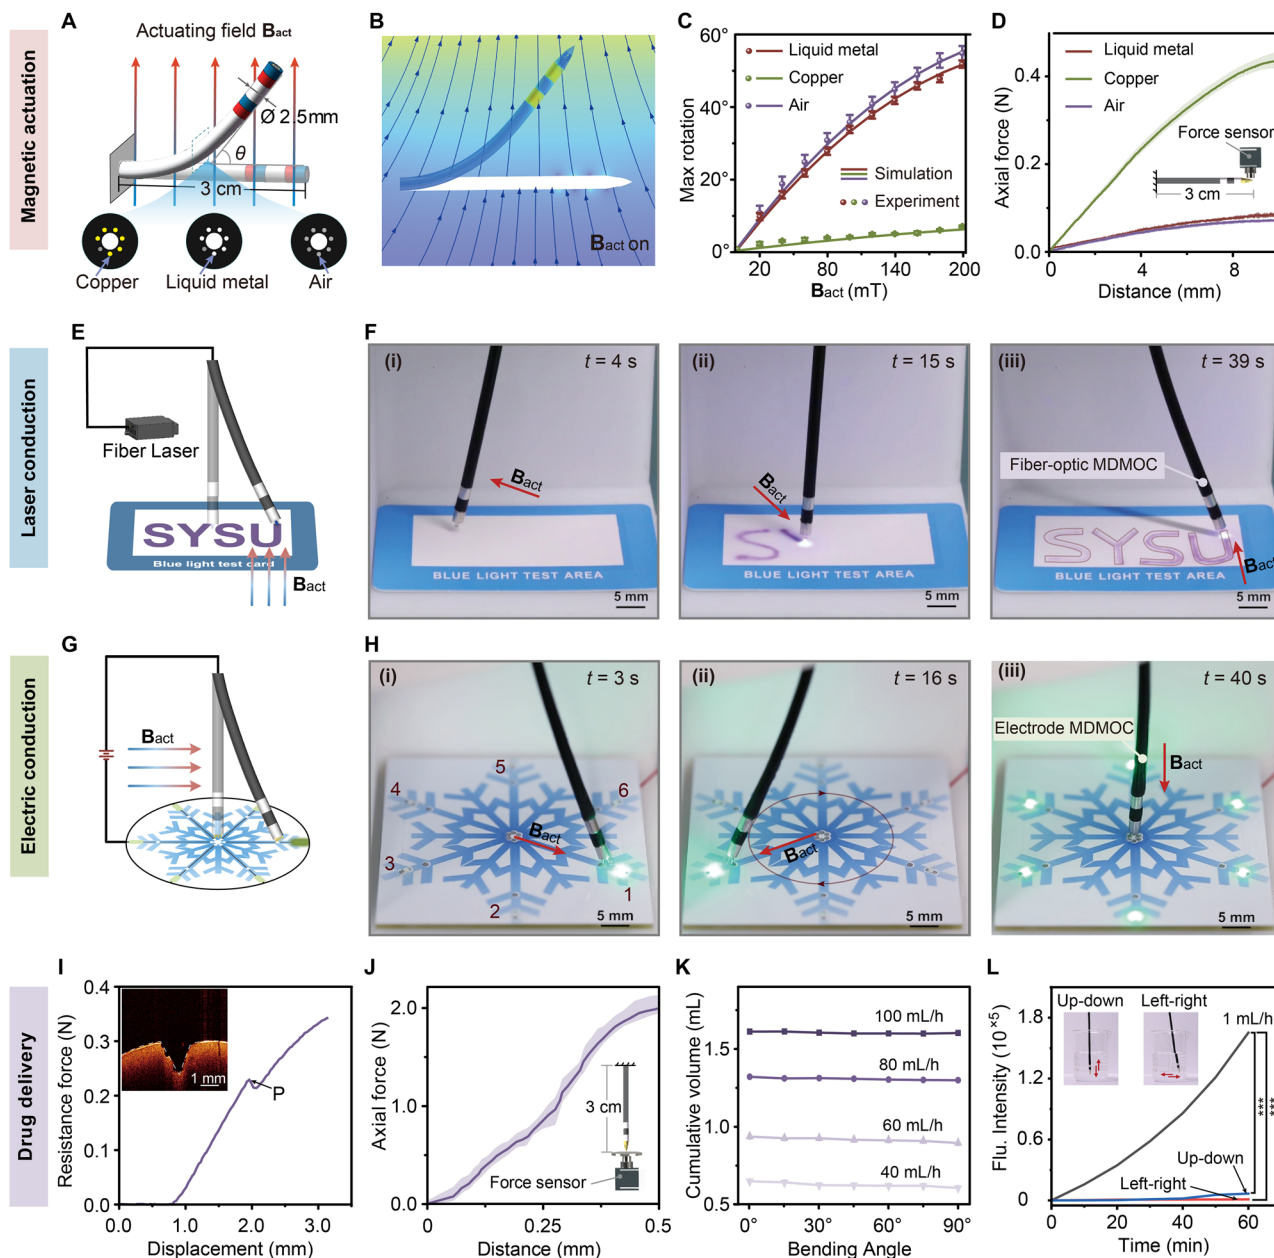 Magnetic actuation
A
Actuating field Bact
Ø 2.5mm
θ
3 cm
Copper
Liquid metal
Air
B
Bact on
C
Max rotation
60°
40°
20°
0°
Liquid metal
Copper
Air
Simulation
Experiment
20
80
140
200
Bact (mT)
D
Axial force (N)
0.4
0.2
0.0
Liquid metal
Copper
Air
Force sensor
3 cm
0
4
8
Distance (mm)
Laser conduction
E
Fiber Laser
SYSU
Blue light test card
Bact
F
(i)
t = 4 s
Bact
BLUE LIGHT TEST AREA
5 mm
(ii)
t = 15 s
Bact
S
BLUE LIGHT TEST AREA
5 mm
(iii)
t = 39 s
Fiber-optic MDMOC
SYSU
Bact
BLUE LIGHT TEST AREA
5 mm
Electric conduction
G
Bact
H
(i)
t = 3 s
5
4
6
Bact
3
1
2
5 mm
(ii)
t = 16 s
Bact
5 mm
(iii)
t = 40 s
Electrode MDMOC
Bact
5 mm
Drug delivery
I
Resistance force (N)
0.4
0.3
0.2
0.1
0.0
1 mm
P
0.0
1.0
2.0
3.0
Displacement (mm)
J
Axial force (N)
2.0
1.0
0.0
3 cm
Force sensor
0
0.25
0.5
Distance (mm)
K
Cumulative volume (mL)
1.5
1.0
0.5
100 mL/h
80 mL/h
60 mL/h
40 mL/h
0°
30°
60°
90°
Bending Angle
L
Flu. Intensity (10×5)
1.8
1.2
0.6
0
Up-down
Left-right
1 mL/h
***
***
Up-down
Left-right
0
20
40
60
Time (min)